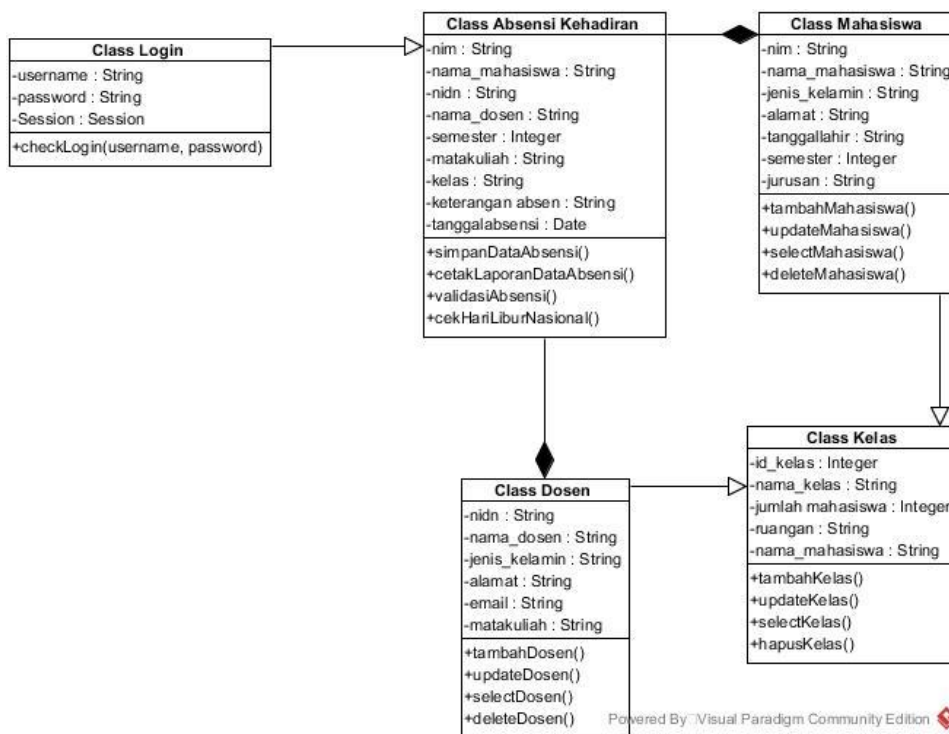 Class Login
-username : String
-password : String
-Session : Session
+checkLogin(username, password)
Class Absensi Kehadiran
-nim : String
-nama_mahasiswa : String
-nidn : String
-nama_dosen : String
-semester : Integer
-matakuliah : String
-kelas : String
-keterangan absen : String
-tanggalabsensi : Date
+simpanDataAbsensi()
+cetakLaporanDataAbsensi()
+validasiAbsensi()
+cekHariLiburNasional()
Class Mahasiswa
-nim : String
-nama_mahasiswa : String
-jenis_kelamin : String
-alamat : String
-tanggallahir : String
-semester : Integer
-jurusan : String
+tambahMahasiswa()
+updateMahasiswa()
+selectMahasiswa()
+deleteMahasiswa()
Class Dosen
-nidn : String
-nama_dosen : String
-jenis_kelamin : String
-alamat : String
-email : String
-matakuliah : String
+tambahDosen()
+updateDosen()
+selectDosen()
+deleteDosen()
Class Kelas
-id_kelas : Integer
-nama_kelas : String
-jumlah mahasiswa : Integer
-ruangan : String
-nama_mahasiswa : String
+tambahKelas()
+updateKelas()
+selectKelas()
+hapusKelas()
Powered By Visual Paradigm Community Edition